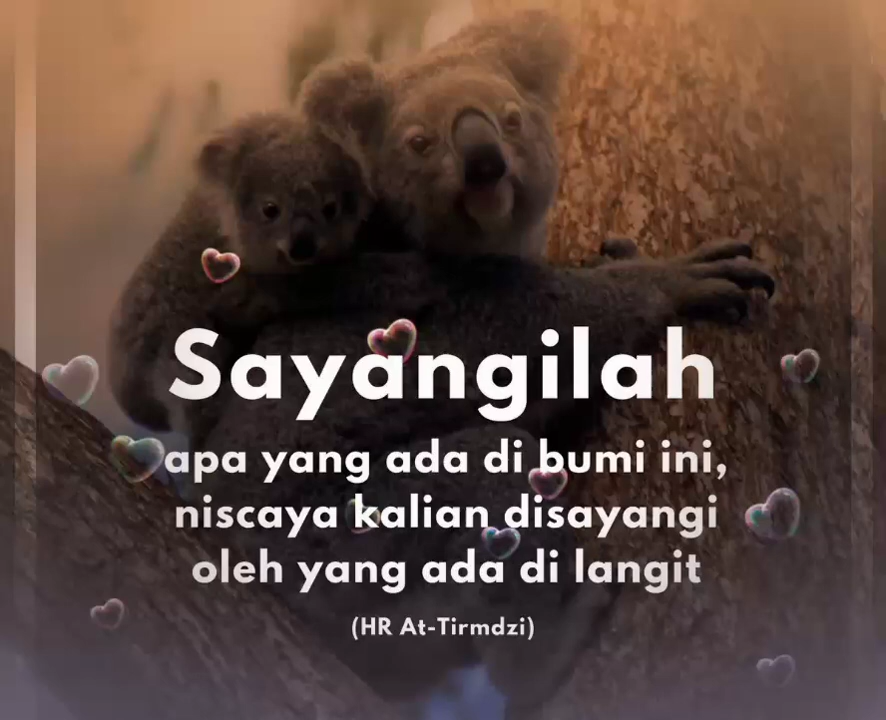 Sayangilah
apa yang ada di bumi ini,
niscaya kalian disayangi
oleh yang ada di langit
(HR At-Tirmdzi)